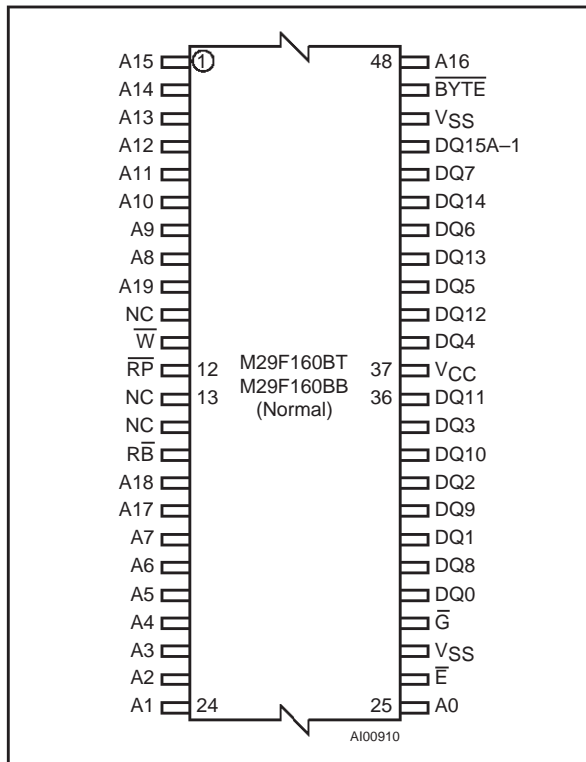 A15 1 48 A16
A14 B̅Y̅T̅E̅
A13 VSS
A12 DQ15A–1
A11 DQ7
A10 DQ14
A9 DQ6
A8 DQ13
A19 DQ5
NC DQ12
W̅ DQ4
R̅P̅ 12 M29F160BT 37 VCC
NC 13 M29F160BB 36 DQ11
(Normal)
NC DQ3
RB̅ DQ10
A18 DQ2
A17 DQ9
A7 DQ1
A6 DQ8
A5 DQ0
A4 G̅
A3 VSS
A2 E̅
A1 24 25 A0
AI00910